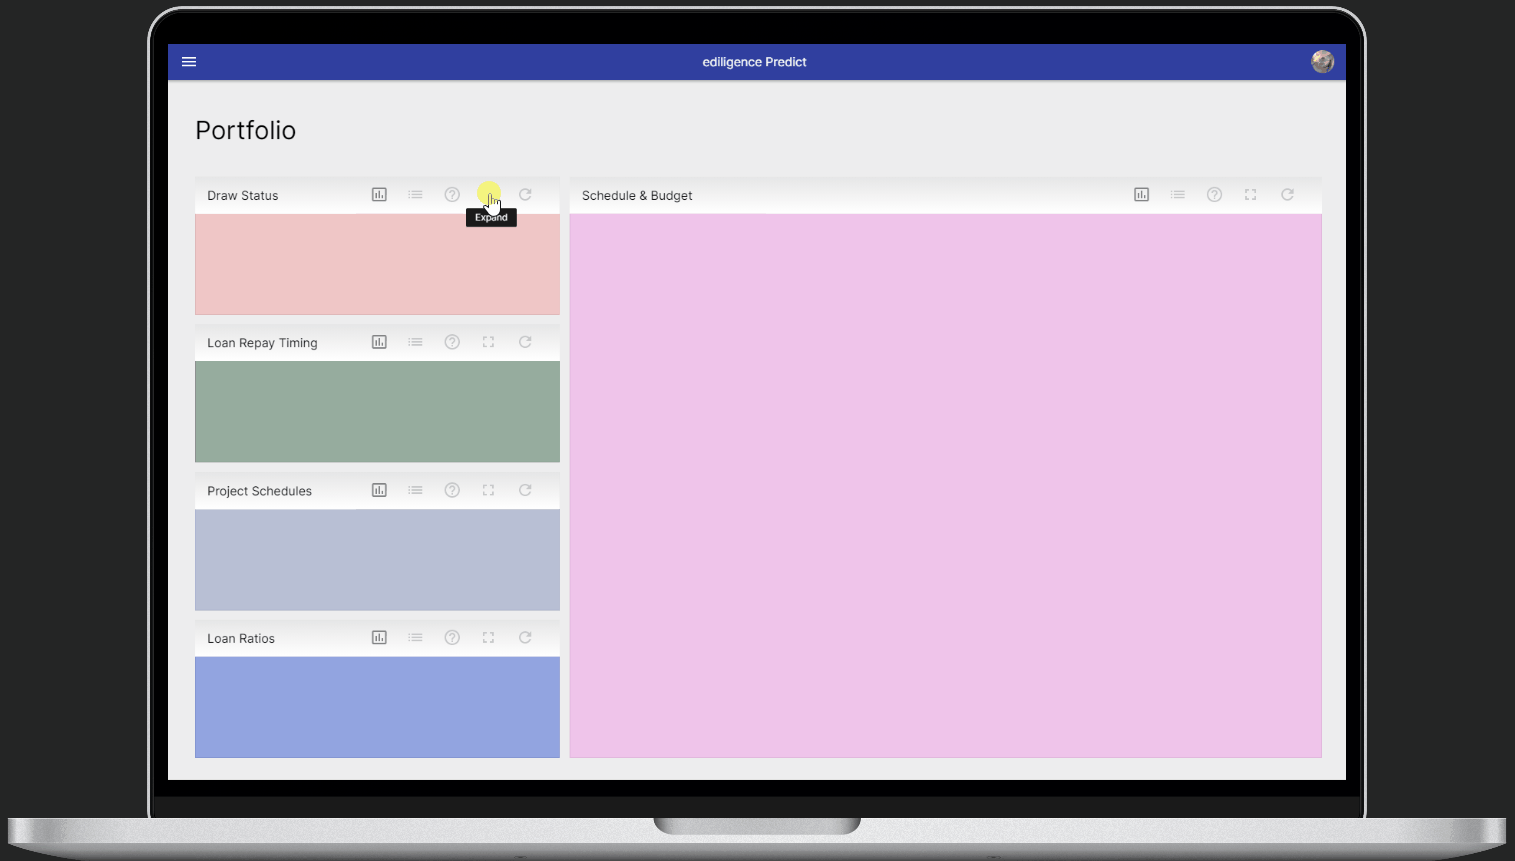 ediligence Predict
Portfolio
Draw Status
Expand
Schedule & Budget
Loan Repay Timing
Project Schedules
Loan Ratios